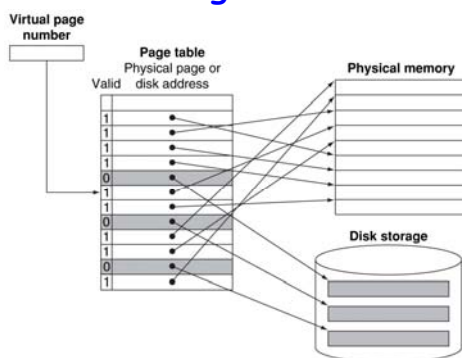 Virtual page
number
Page table
Physical page or
disk address
Valid
Physical memory
1
1
1
1
0
1
1
0
1
1
0
1
Disk storage